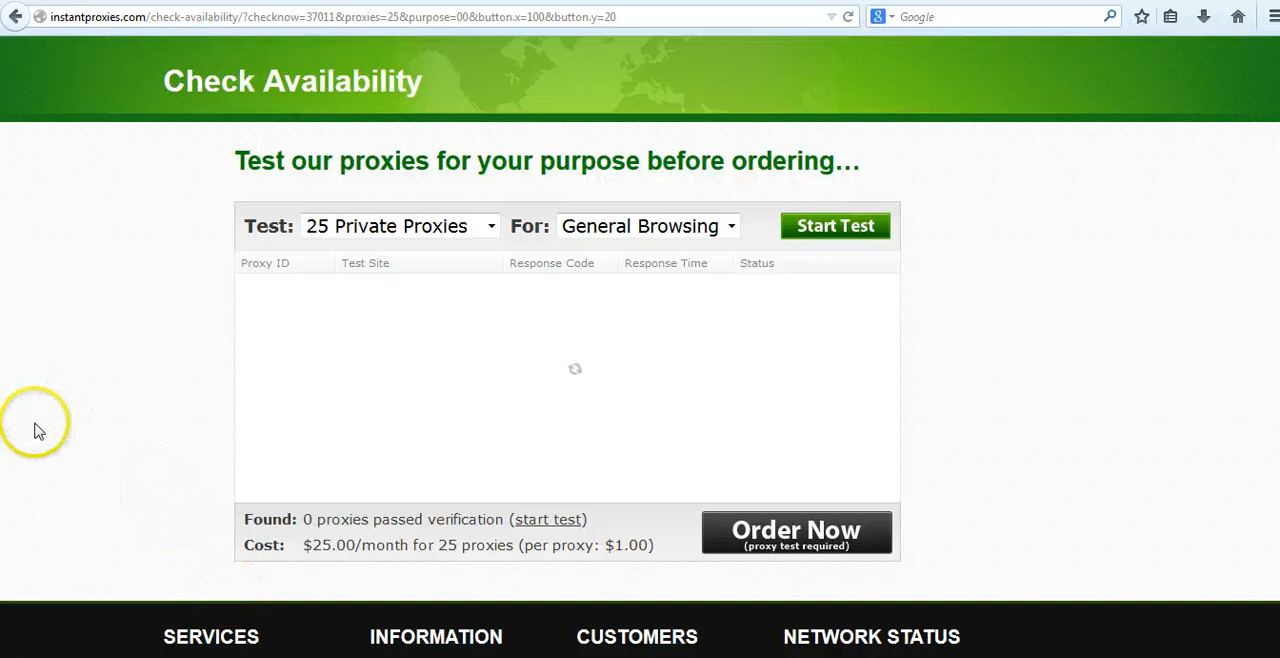 instantproxies.com/check-availability/?checknow=37011&proxies=25&purpose=00&button.x=100&button.y=20
Google
Check Availability
Test our proxies for your purpose before ordering...
Test: 25 Private Proxies For: General Browsing Start Test
Proxy ID Test Site Response Code Response Time Status
Found: 0 proxies passed verification (start test)
Cost: $25.00/month for 25 proxies (per proxy: $1.00)
Order Now
(proxy test required)
SERVICES INFORMATION CUSTOMERS NETWORK STATUS